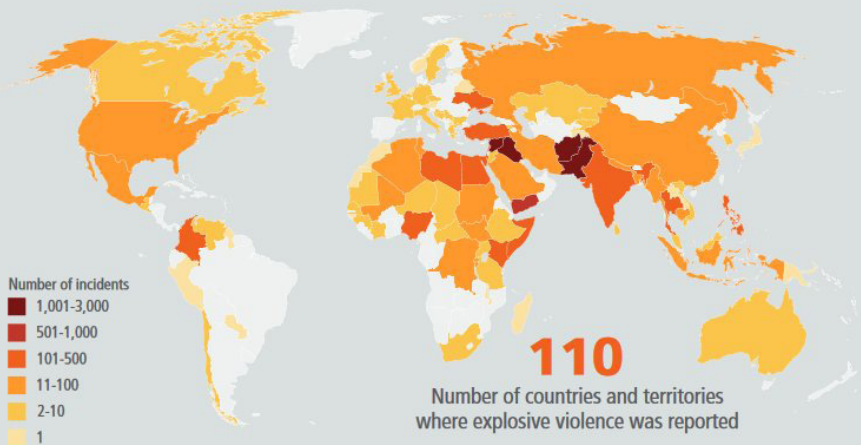 Number of incidents
1,001-3,000
501-1,000
101-500
11-100
2-10
1
110
Number of countries and territories
where explosive violence was reported